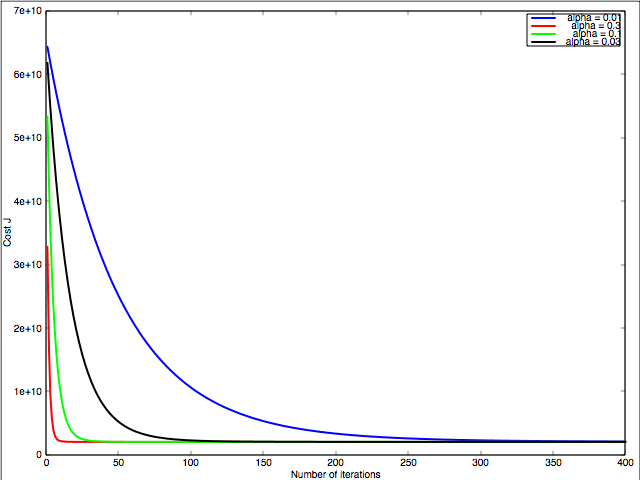 7e+10
6e+10
5e+10
4e+10
3e+10
2e+10
1e+10
0
Cost J
alpha = 0.01
alpha = 0.3
alpha = 0.1
alpha = 0.03
0 50 100 150 200 250 300 350 400
Number of iterations